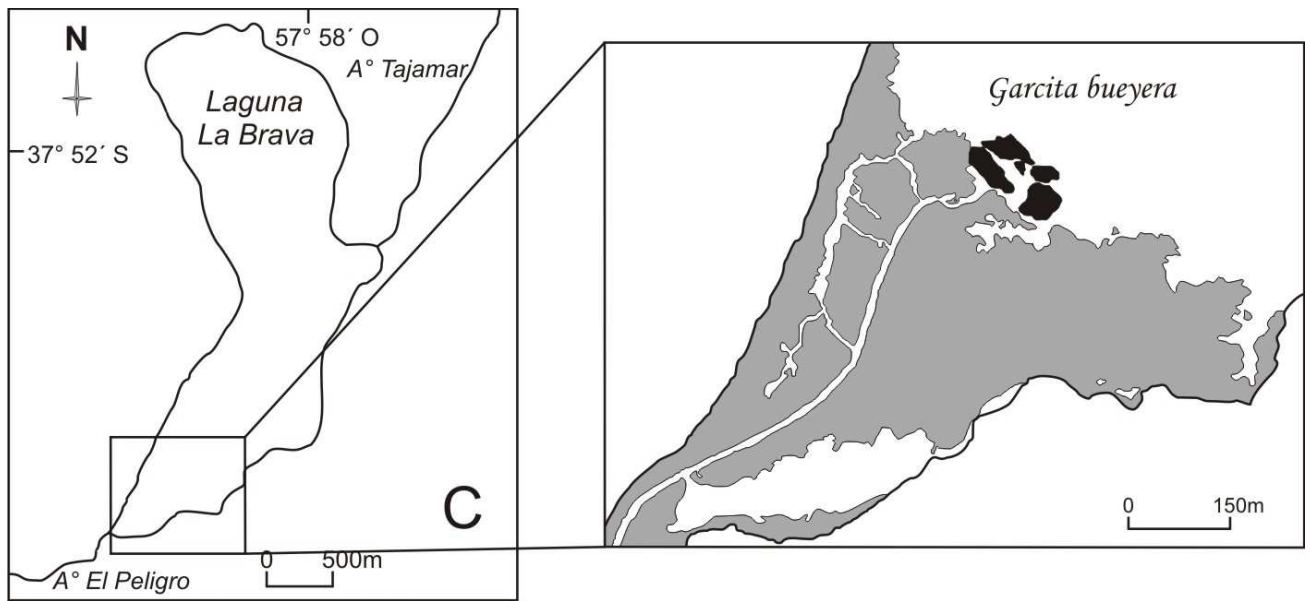 57° 58´ O
N
A° Tajamar
Laguna
La Brava
37° 52´ S
C
0 500m
A° El Peligro
Garcita bueyera
0 150m